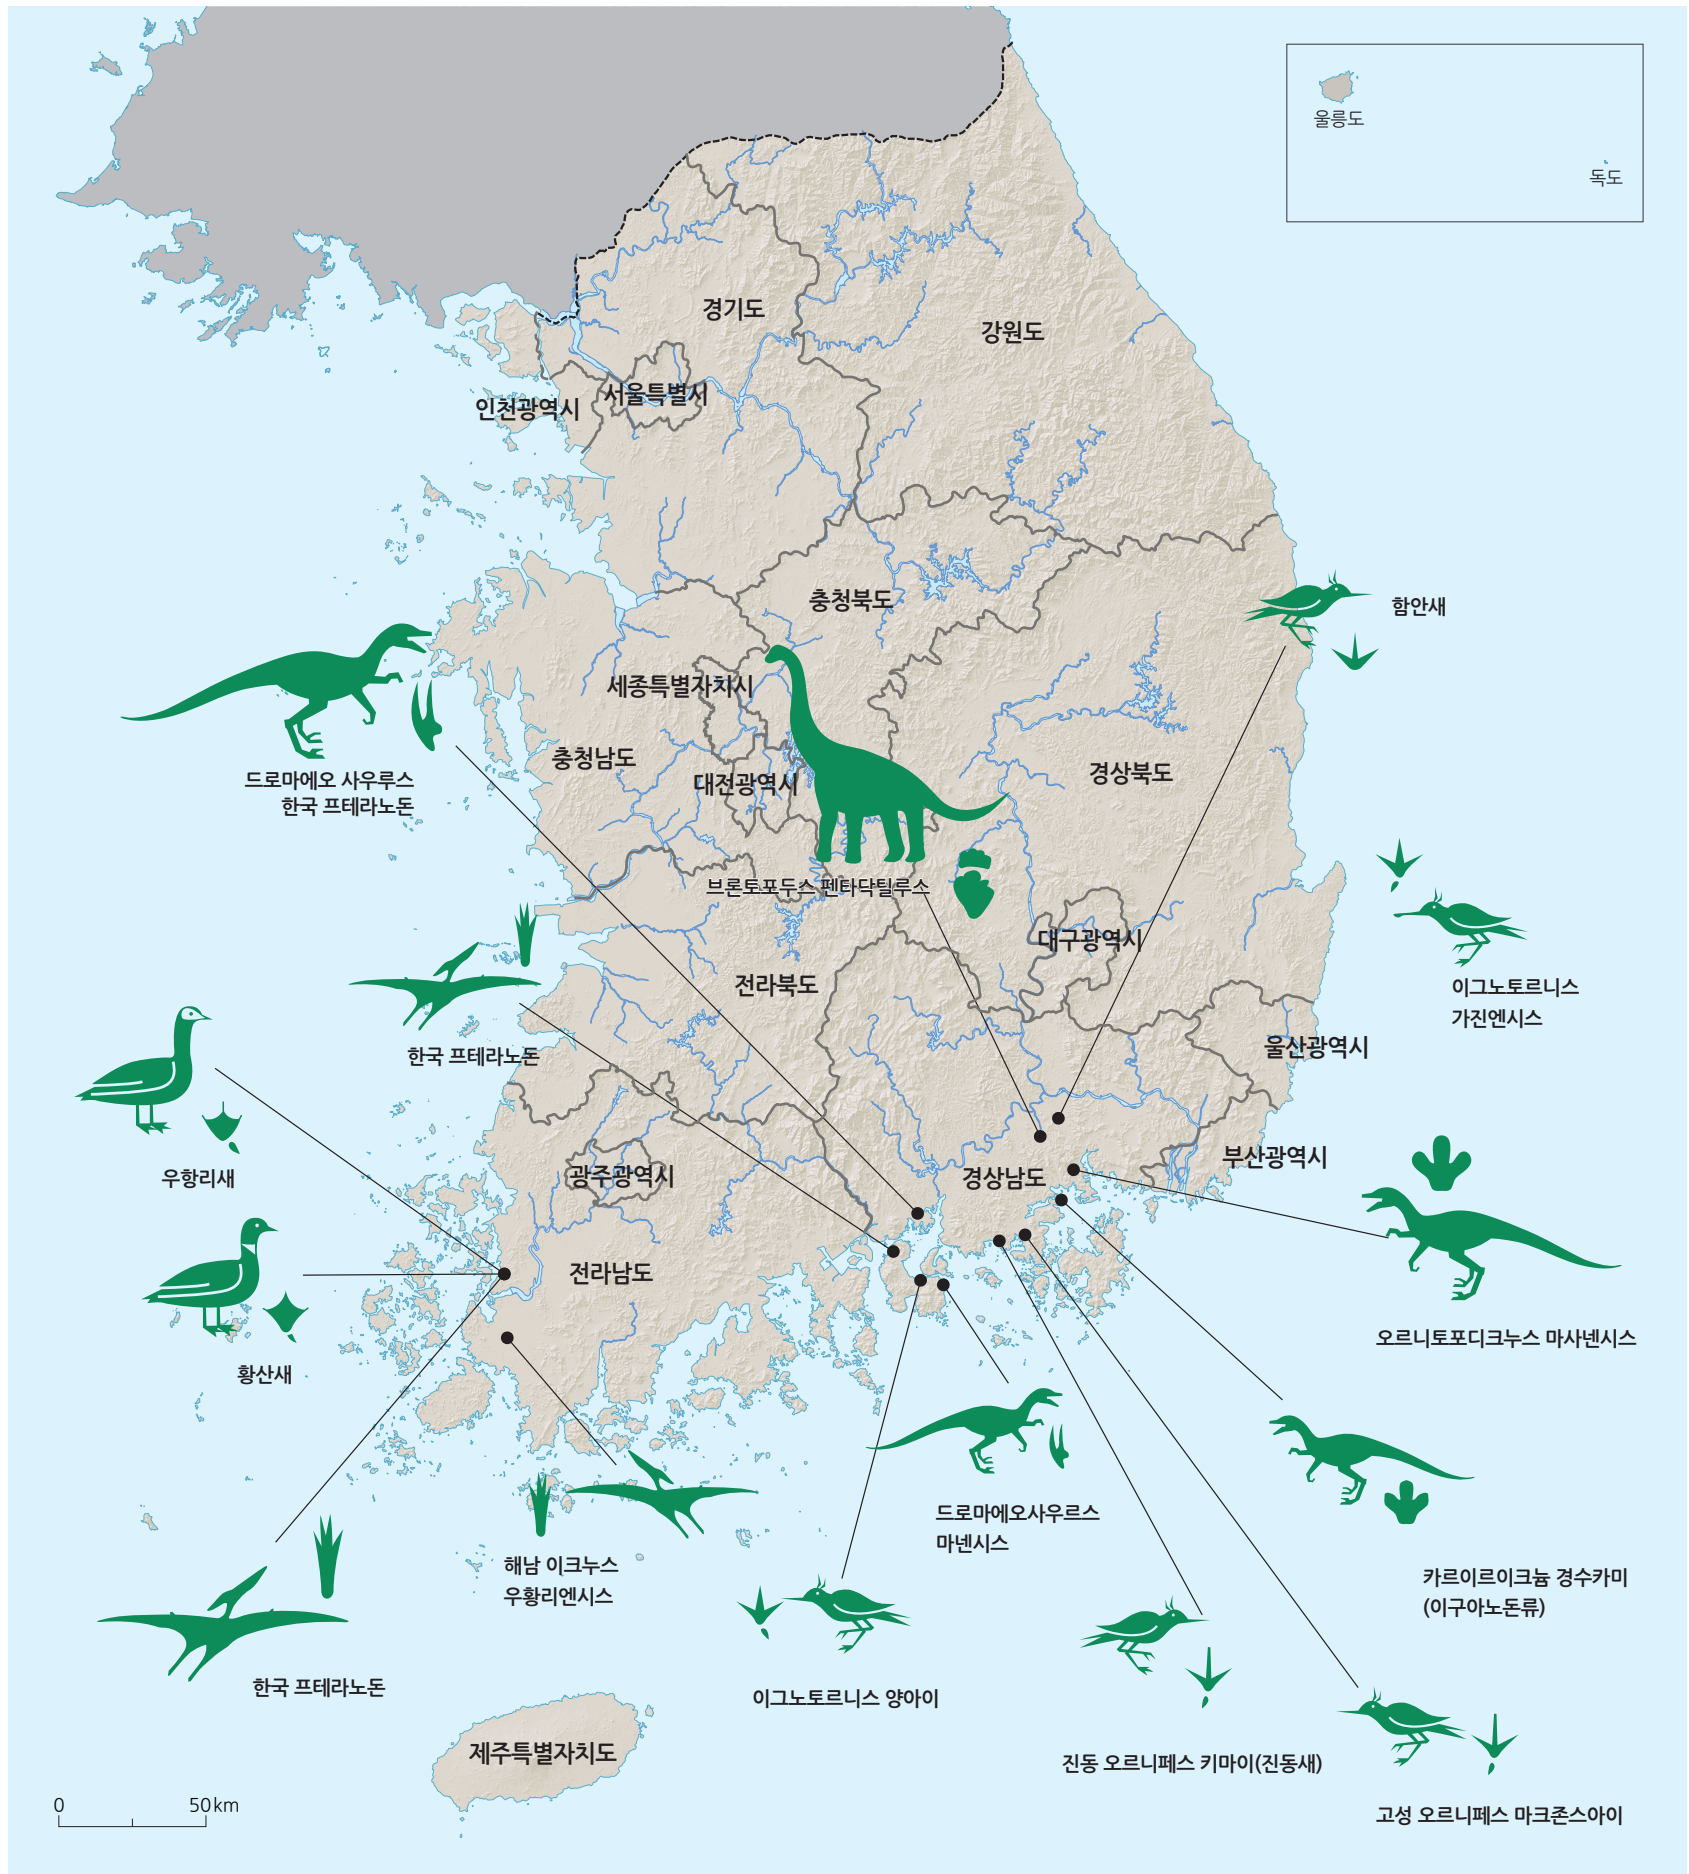 울릉도
독도
경기도
강원도
서울특별시
인천광역시
충청북도
함안새
세종특별자치시
충청남도
대전광역시
경상북도
드로마에오 사우루스
한국 프테라노돈
브론토포두스 펜타닥틸루스
대구광역시
전라북도
이그노토르니스
가진엔시스
한국 프테라노돈
울산광역시
우항리새
광주광역시
경상남도
부산광역시
전라남도
오르니토포디크누스 마사넨시스
황산새
드로마에오사우르스
마넨시스
해남 이크누스
우황리엔시스
카르이르이크늄 경수카미
(이구아노돈류)
한국 프테라노돈
이그노토르니스 양아이
제주특별자치도
진동 오르니페스 키마이(진동새)
고성 오르니페스 마크존스아이
0 50km